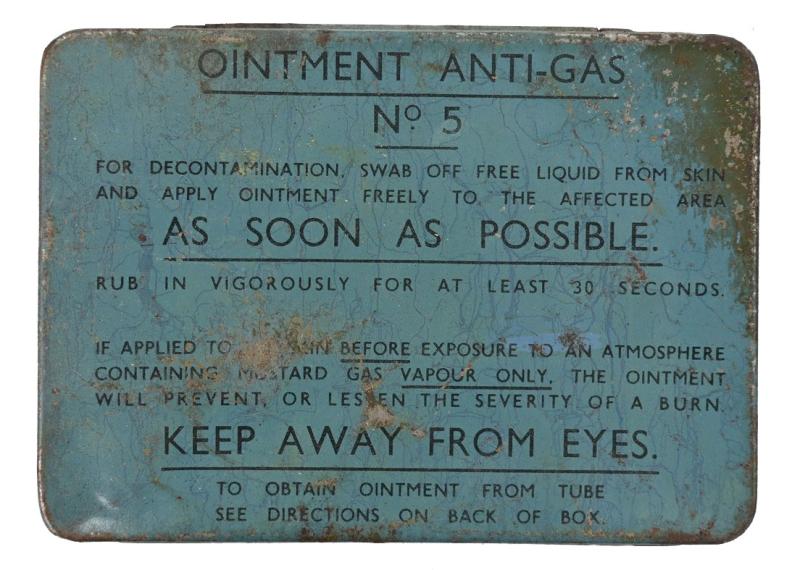 OINTMENT ANTI-GAS
Nº 5
FOR DECONTAMINATION. SWAB OFF FREE LIQUID FROM SKIN
AND APPLY OINTMENT FREELY TO THE AFFECTED AREA
AS SOON AS POSSIBLE.
RUB IN VIGOROUSLY FOR AT LEAST 30 SECONDS.
IF APPLIED TO SKIN BEFORE EXPOSURE TO AN ATMOSPHERE
CONTAINING MUSTARD GAS VAPOUR ONLY, THE OINTMENT
WILL PREVENT, OR LESSEN THE SEVERITY OF A BURN.
KEEP AWAY FROM EYES.
TO OBTAIN OINTMENT FROM TUBE
SEE DIRECTIONS ON BACK OF BOX.